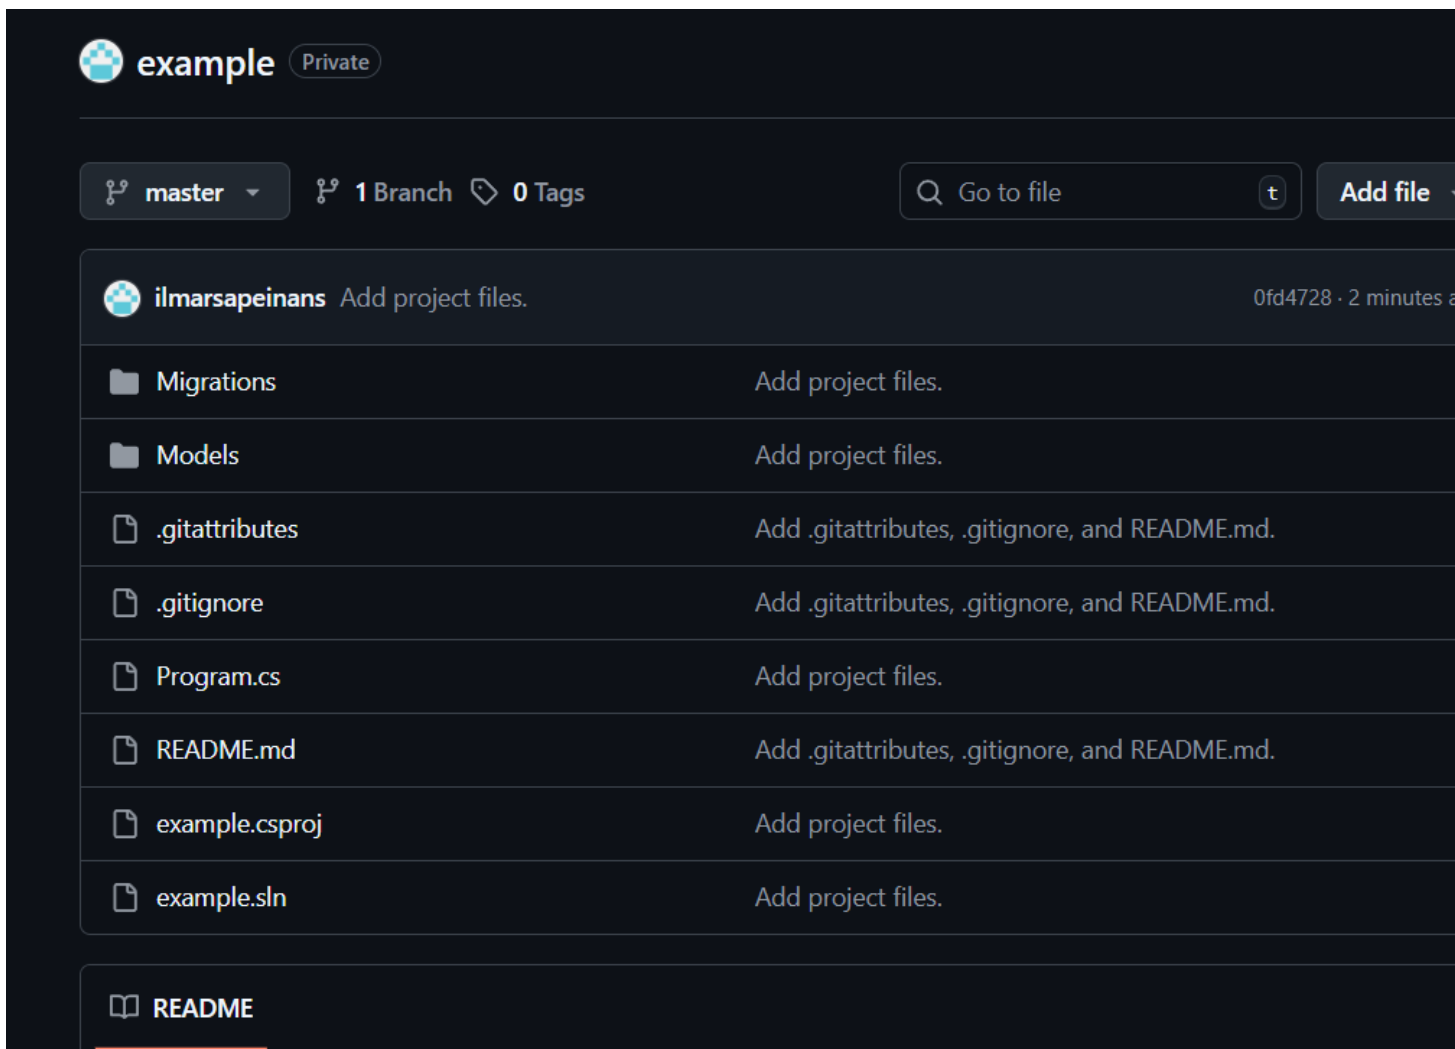 example Private
master 1 Branch 0 Tags Go to file t Add file
ilmarsapeinans Add project files. 0fd4728 · 2 minutes
Migrations Add project files.
Models Add project files.
.gitattributes Add .gitattributes, .gitignore, and README.md.
.gitignore Add .gitattributes, .gitignore, and README.md.
Program.cs Add project files.
README.md Add .gitattributes, .gitignore, and README.md.
example.csproj Add project files.
example.sln Add project files.
README